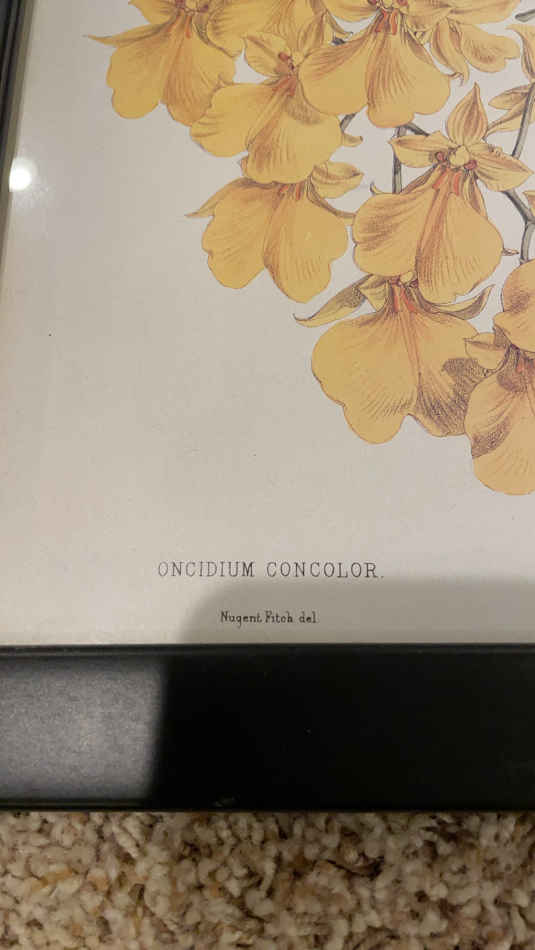 ONCIDIUM CONCOLOR.
Nugent Fitch del.